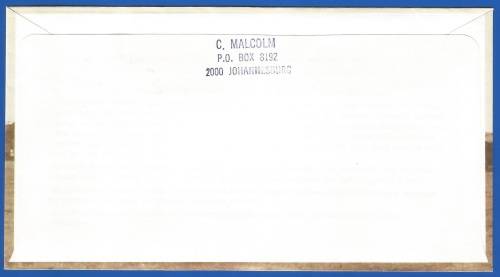 C. MALCOLM
P.O. BOX 8192
2000 JOHANNESBURG